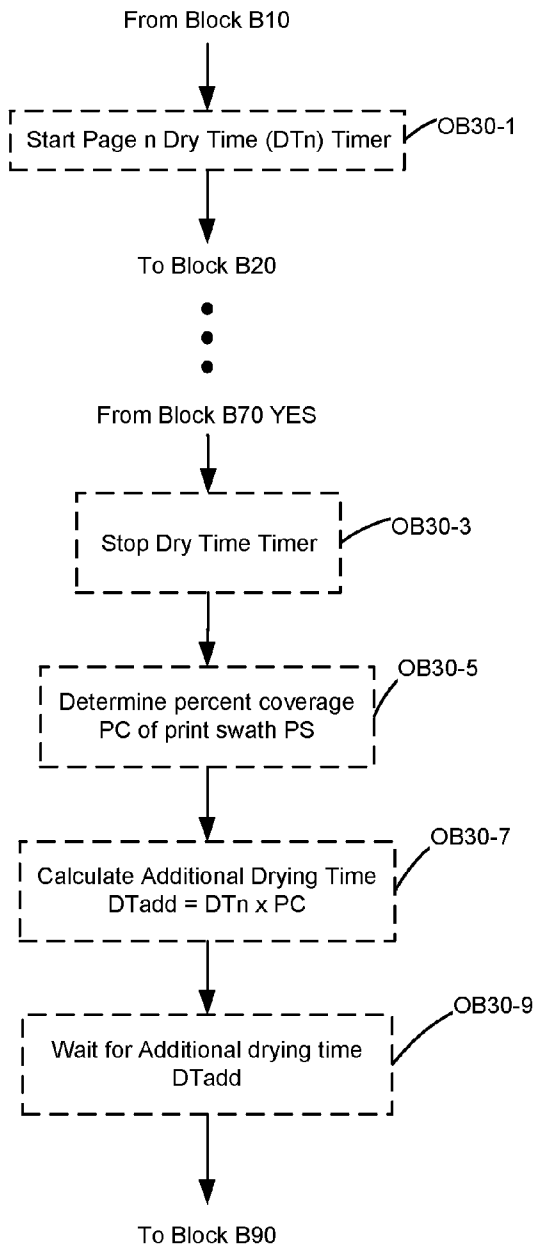 From Block B10
Start Page n Dry Time (DTn) Timer
OB30-1
To Block B20
From Block B70 YES
Stop Dry Time Timer
OB30-3
Determine percent coverage
PC of print swath PS
OB30-5
Calculate Additional Drying Time
DTadd = DTn x PC
OB30-7
Wait for Additional drying time
DTadd
OB30-9
To Block B90